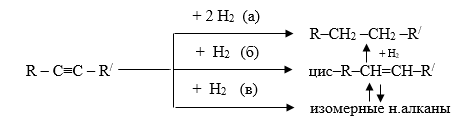 + 2 H₂ (а)
R–CH₂ –CH₂ –R/
+ H₂ (б)
+ H₂
R – C≡C – R/
цис–R–CH=CH–R/
+ H₂ (в)
изомерные н.алканы